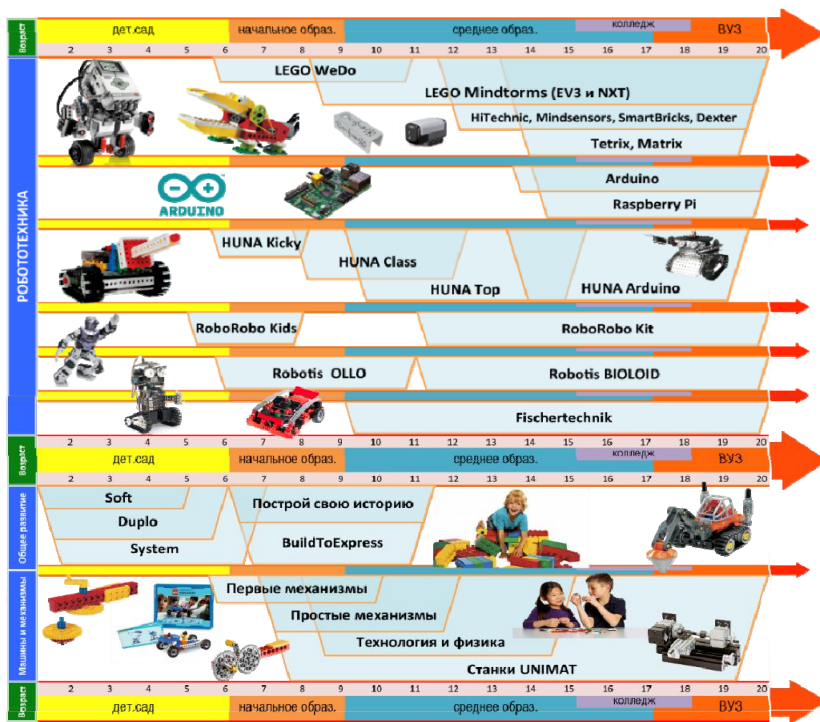 Возраст
дет.сад
начальное образ.
среднее образ.
колледж
ВУЗ
2 3 4 5 6 7 8 9 10 11 12 13 14 15 16 17 18 19 20
РОБОТОТЕХНИКА
LEGO WeDo
LEGO Mindtorms (EV3 и NXT)
HiTechnic, Mindsensors, SmartBricks, Dexter
Tetrix, Matrix
ARDUINO
Arduino
Raspberry Pi
HUNA Kicky
HUNA Class
HUNA Top
HUNA Arduino
RoboRobo Kids
RoboRobo Kit
Robotis OLLO
Robotis BIOLOID
Fischertechnik
Возраст
2 3 4 5 6 7 8 9 10 11 12 13 14 15 16 17 18 19 20
дет.сад
начальное образ.
среднее образ.
колледж
ВУЗ
Общее развитие
Soft
Duplo
System
Построй свою историю
BuildToExpress
Машины и механизмы
Первые механизмы
Простые механизмы
Технология и физика
Станки UNIMAT
Возраст
2 3 4 5 6 7 8 9 10 11 12 13 14 15 16 17 18 19 20
дет.сад
начальное образ.
среднее образ.
колледж
ВУЗ